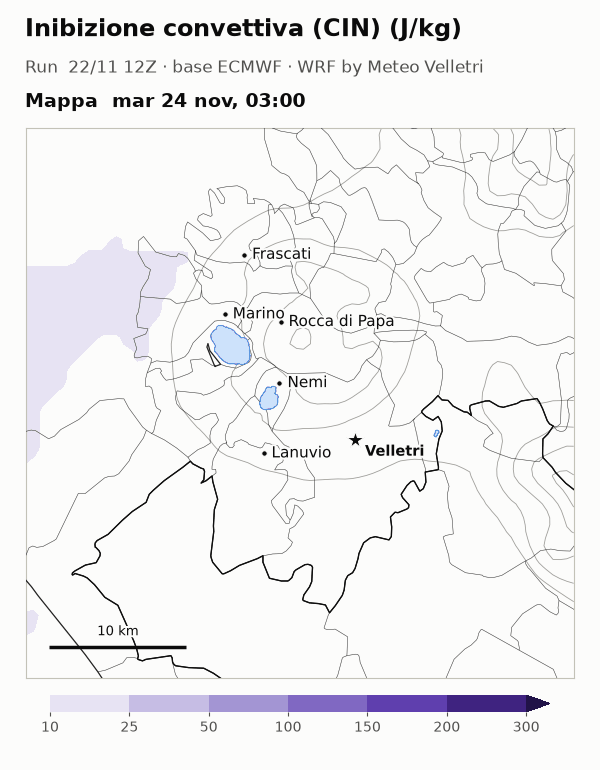 Inibizione convettiva (CIN) (J/kg)
Run  22/11 12Z · base ECMWF · WRF by Meteo Velletri
Mappa  mar 24 nov, 03:00
Frascati
Marino
Rocca di Papa
Nemi
Velletri
Lanuvio
10 km
10 25 50 100 150 200 300